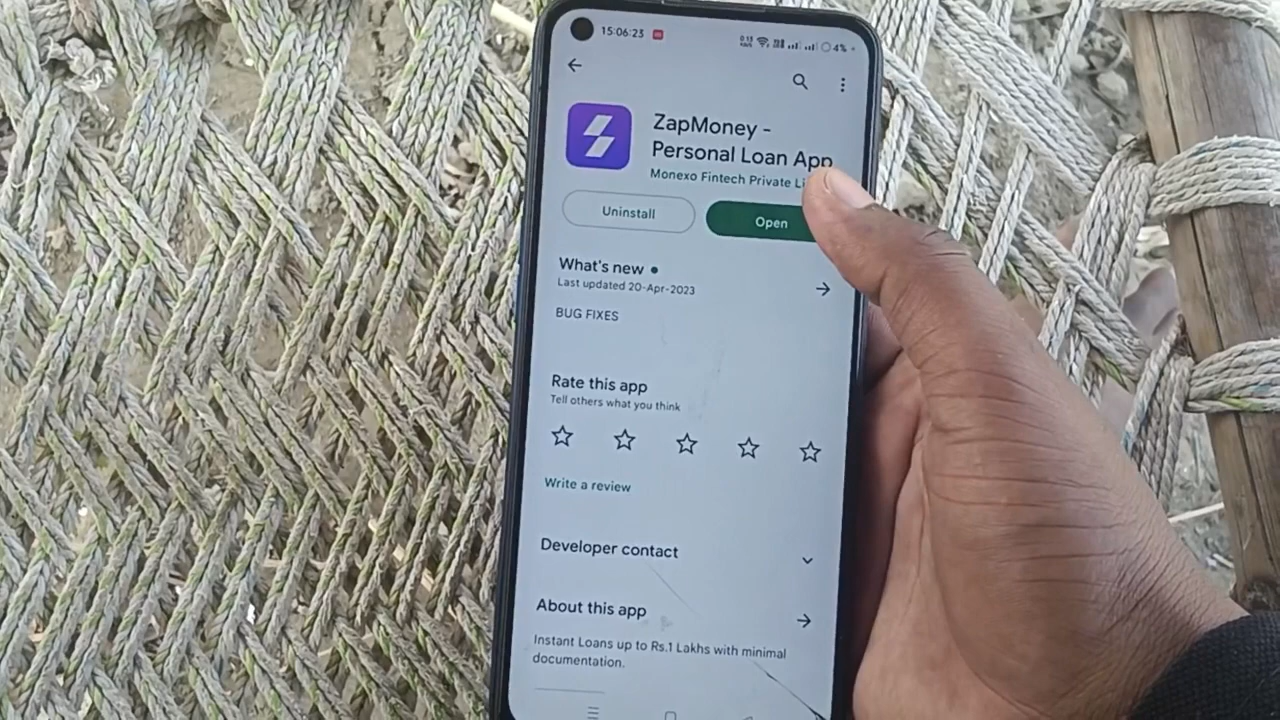 15:06:23
4%
ZapMoney -
Personal Loan App
Monexo Fintech Private
Uninstall
Open
What's new
Last updated 20-Apr-2023
BUG FIXES
Rate this app
Tell others what you think
Write a review
Developer contact
About this app
Instant Loans up to Rs.1 Lakhs with minimal
documentation.